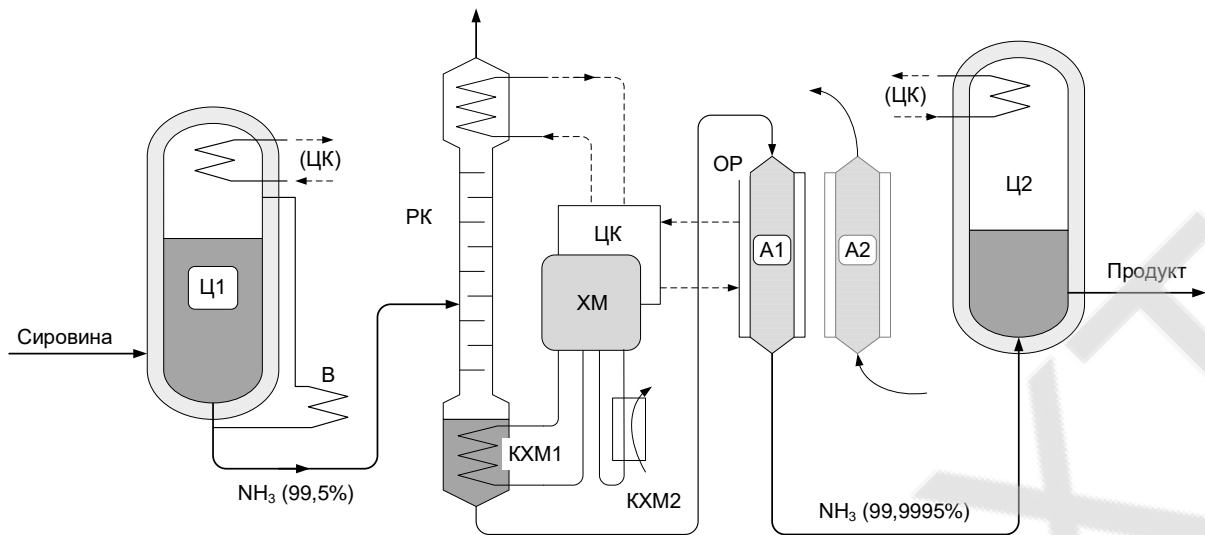 (ЦК)
(ЦК)
ОР
Ц2
РК
ЦК
А1
А2
Ц1
ХМ
Продукт
Сировина
В
КХМ1
КХМ2
NH₃ (99,5%)
NH₃ (99,9995%)